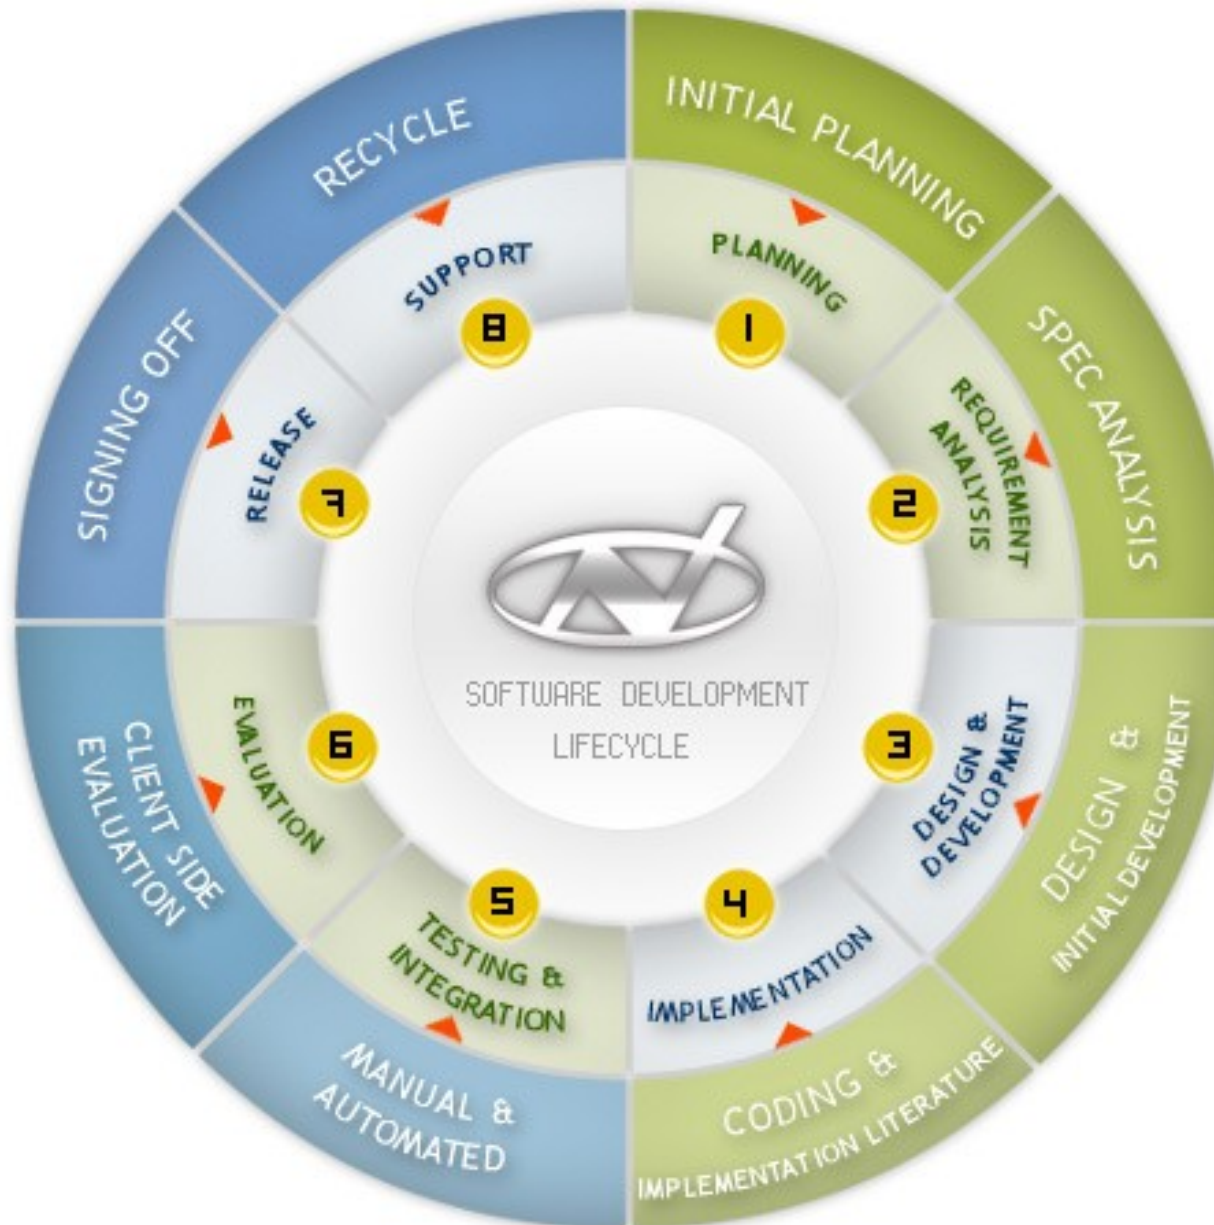 INITIAL PLANNING
PLANNING
1
SPEC ANALYSIS
REQUIREMENT
ANALYSIS
2
DESIGN &
INITIAL DEVELOPMENT
DESIGN &
DEVELOPMENT
3
CODING &
IMPLEMENTATION LITERATURE
IMPLEMENTATION
4
MANUAL &
AUTOMATED
TESTING &
INTEGRATION
5
CLIENT SIDE
EVALUATION
EVALUATION
6
SIGNING OFF
RELEASE
7
RECYCLE
SUPPORT
8
SOFTWARE DEVELOPMENT
LIFECYCLE